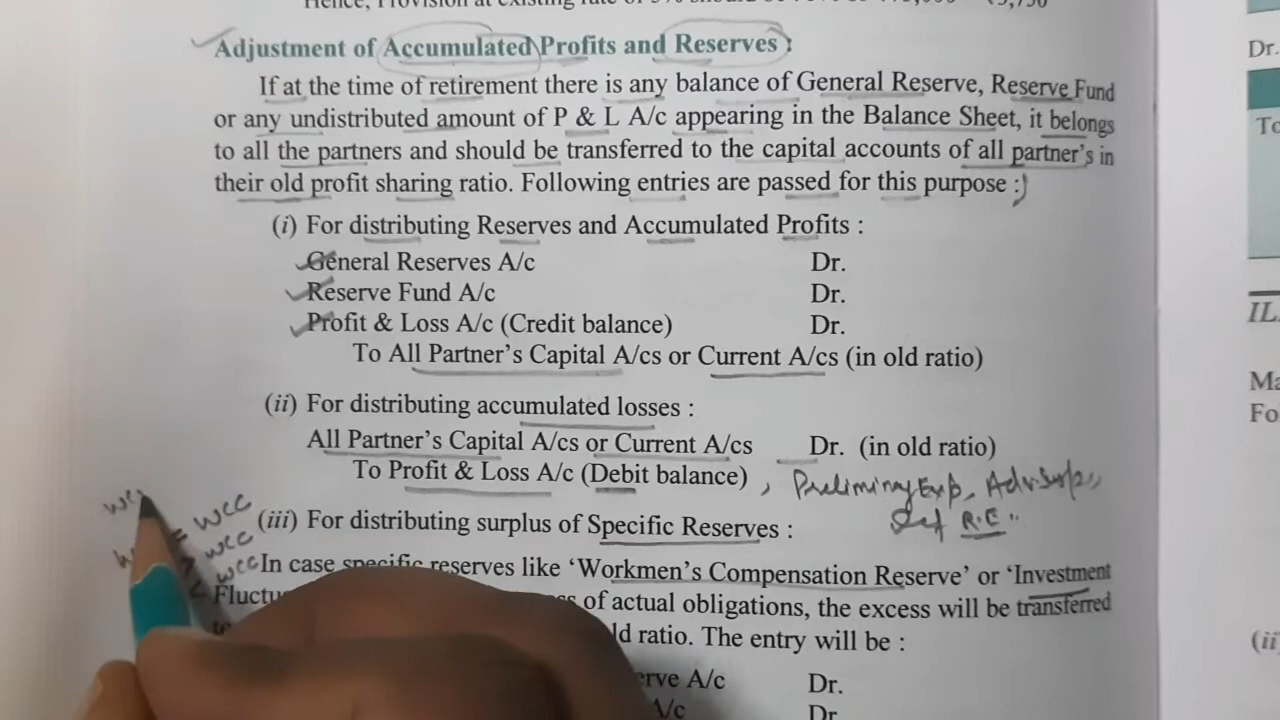 Adjustment of Accumulated Profits and Reserves :
If at the time of retirement there is any balance of General Reserve, Reserve Fund
or any undistributed amount of P & L A/c appearing in the Balance Sheet, it belongs
to all the partners and should be transferred to the capital accounts of all partner's in
their old profit sharing ratio. Following entries are passed for this purpose :
(i) For distributing Reserves and Accumulated Profits :
General Reserves A/c Dr.
Reserve Fund A/c Dr.
Profit & Loss A/c (Credit balance) Dr.
To All Partner's Capital A/cs or Current A/cs (in old ratio)
(ii) For distributing accumulated losses :
All Partner's Capital A/cs or Current A/cs Dr. (in old ratio)
To Profit & Loss A/c (Debit balance) , Preliminary Exp,
R.E
= WCC
(iii) For distributing surplus of Specific Reserves :
WCC
WCC
In case specific reserves like 'Workmen's Compensation Reserve' or 'Investment
of actual obligations, the excess will be transferred
ratio. The entry will be :
A/c Dr.
A/c Dr
Dr.
To
IL
Ma
Fo
(ii